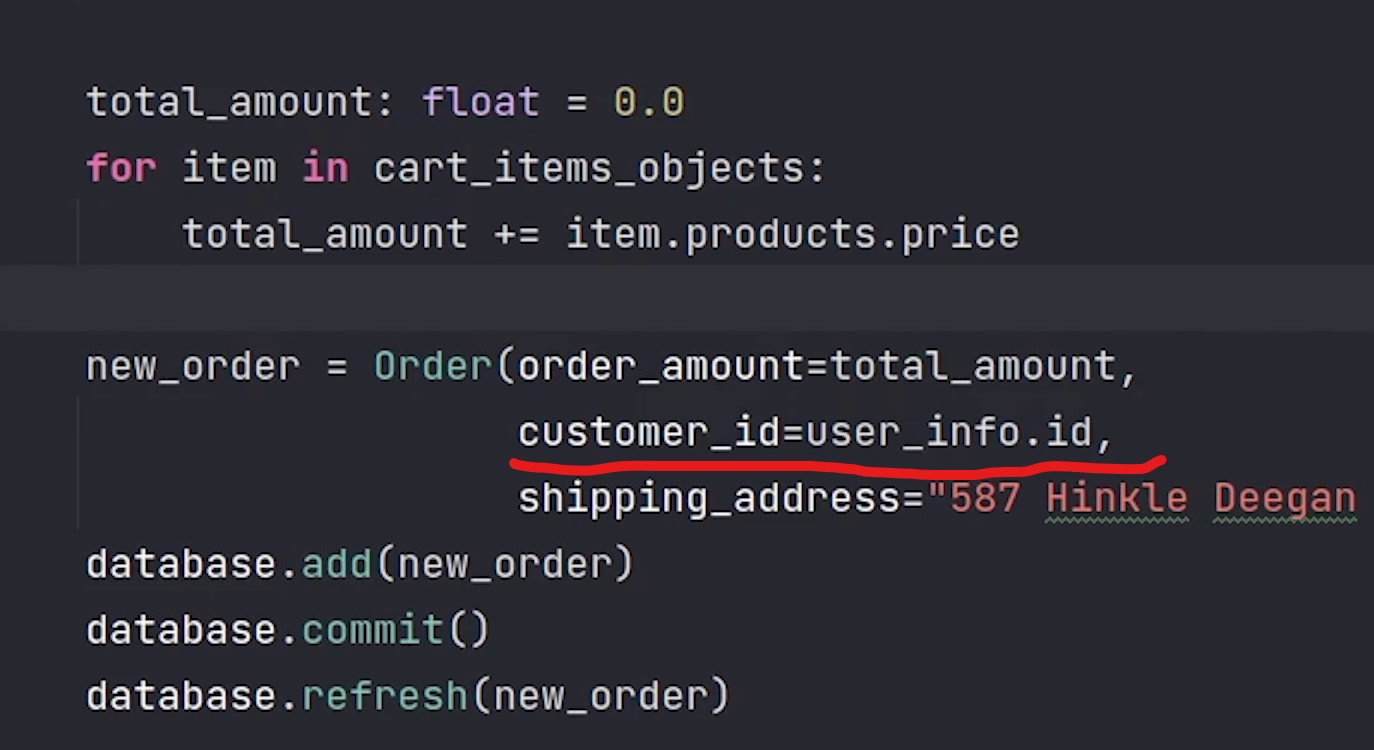 total_amount: float = 0.0
for item in cart_items_objects:
    total_amount += item.products.price
new_order = Order(order_amount=total_amount,
                  customer_id=user_info.id,
                  shipping_address="587 Hinkle Deegan
database.add(new_order)
database.commit()
database.refresh(new_order)